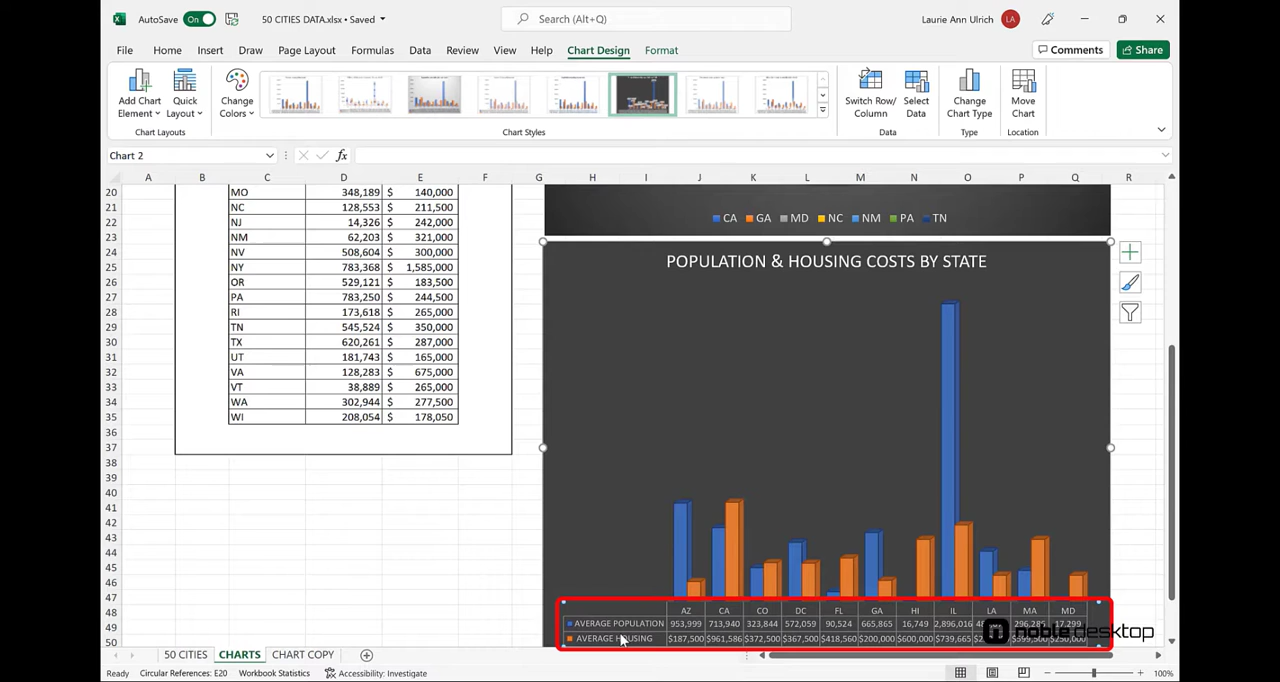 AutoSave On 50 CITIES DATA.xlsx • Saved Search (Alt+Q) Laurie Ann Ulrich LA
File Home Insert Draw Page Layout Formulas Data Review View Help Chart Design Format Comments Share
Add Chart Element Quick Layout Change Colors Switch Row/Column Select Data Change Chart Type Move Chart
Chart Layouts Chart Styles Data Type Location
Chart 2 fx
A B C D E F G H I J K L M N O P Q R
20 MO 348,189 $ 140,000
21 NC 128,553 $ 211,500
22 NJ 14,326 $ 242,000
CA GA MD NC NM PA TN
23 NM 62,203 $ 321,000
24 NV 508,604 $ 300,000
25 NY 783,368 $ 1,585,000
POPULATION & HOUSING COSTS BY STATE
26 OR 529,121 $ 183,500
27 PA 783,250 $ 244,500
28 RI 173,618 $ 265,000
29 TN 545,524 $ 350,000
30 TX 620,261 $ 287,000
31 UT 181,743 $ 165,000
32 VA 128,283 $ 675,000
33 VT 38,889 $ 265,000
34 WA 302,944 $ 277,500
35 WI 208,054 $ 178,050
36
37
38
39
40
41
42
43
44
45
46
47
48
49
50
AZ CA CO DC FL GA HI IL LA MA MD
AVERAGE POPULATION 953,999 713,940 323,844 572,059 90,524 665,865 16,749 2,896,016 296,285 17,299
AVERAGE HOUSING $187,500 $961,586 $372,500 $367,500 $418,560 $200,000 $600,000 $739,665 $599,500 $250,000
noble desktop
50 CITIES CHARTS CHART COPY
Ready Circular References: E20 Workbook Statistics Accessibility: Investigate 100%